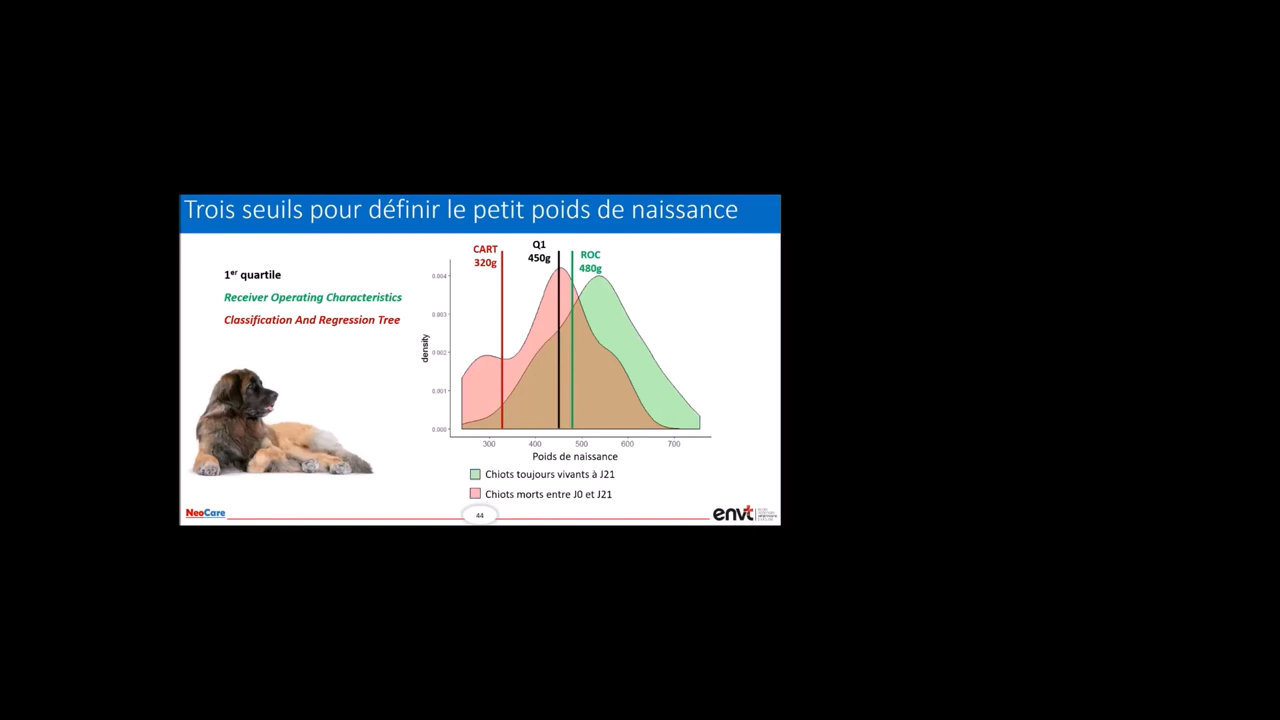 Trois seuils pour définir le petit poids de naissance
1er quartile
Receiver Operating Characteristics
Classification And Regression Tree
CART
320g
Q1
450g
ROC
480g
density
0.004
0.003
0.002
0.001
0.000
300 400 500 600 700
Poids de naissance
Chiots toujours vivants à J21
Chiots morts entre J0 et J21
NeoCare
44
envt